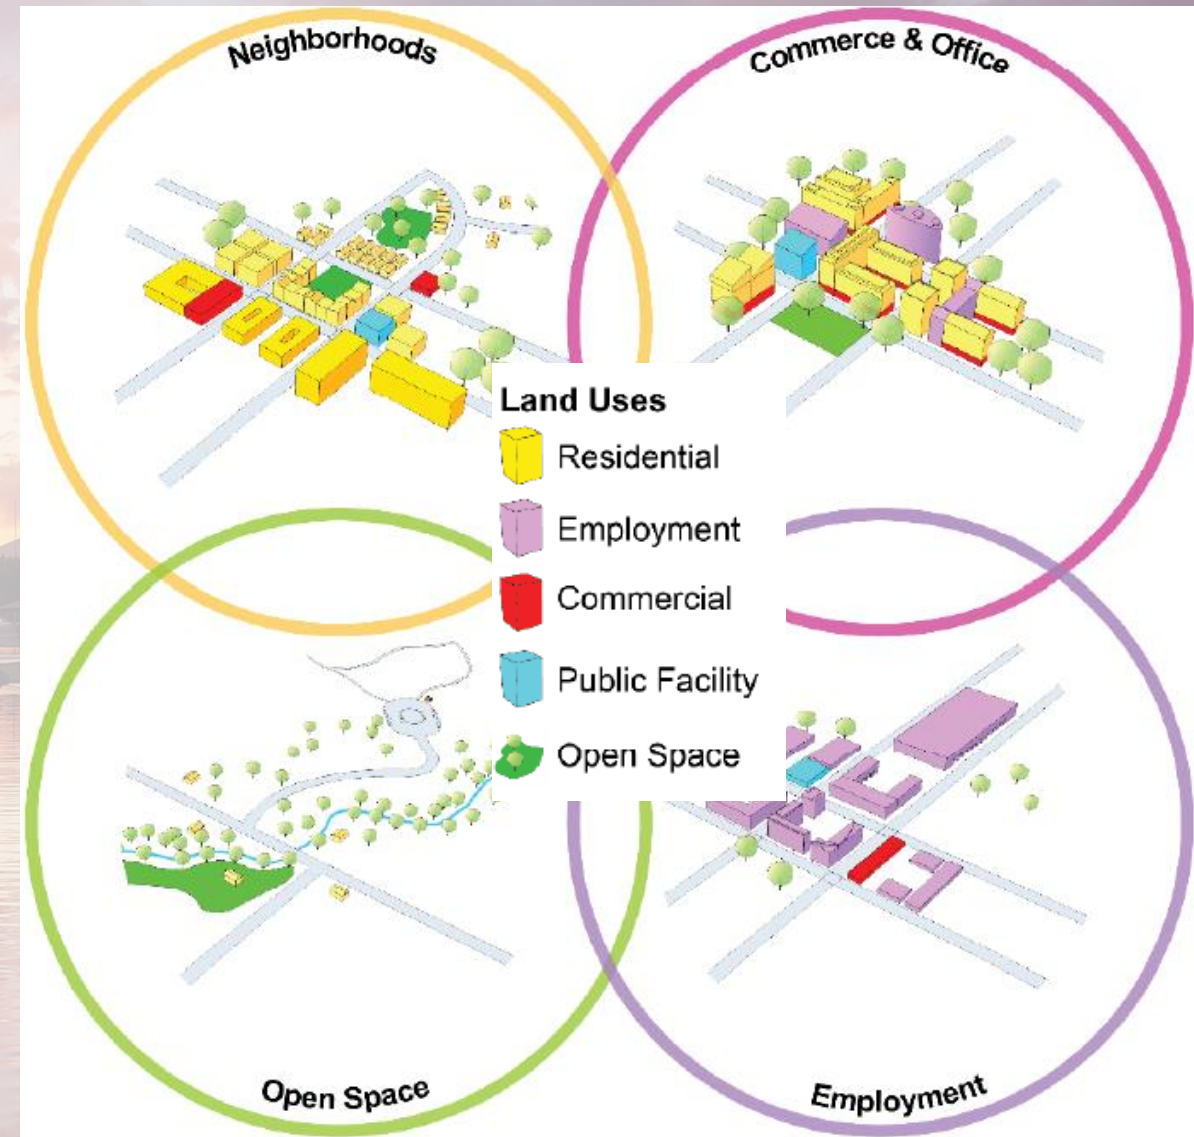 Neighborhoods
Commerce & Office
Land Uses
Residential
Employment
Commercial
Public Facility
Open Space
Open Space
Employment